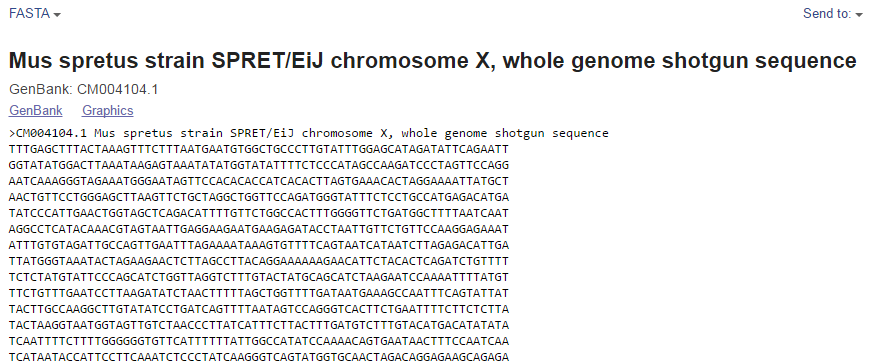 FASTA
Send to:
Mus spretus strain SPRET/EiJ chromosome X, whole genome shotgun sequence
GenBank: CM004104.1
GenBank Graphics
>CM004104.1 Mus spretus strain SPRET/EiJ chromosome X, whole genome shotgun sequence
TTTGAGCTTTACTAAAGTTTCTTTAATGAATGTGGCTGCCCTTGTATTTGGAGCATAGATATTCAGAATT
GGTATATGGACTTAAATAAGAGTAAATATATGGTATATTTTCTCCCATAGCCAAGATCCCTAGTTCCAGG
AATCAAAGGGTAGAAATGGGAATAGTTCCACACACCATCACACTTAGTGAAACACTAGGAAAATTATGCT
AACTGTTCCTGGGAGCTTAAGTTCTGCTAGGCTGGTTCCAGATGGGTATTTCTCCTGCCATGAGACATGA
TATCCCATTGAACTGGTAGCTCAGACATTTTGTTCTGGCCACTTTGGGGTTCTGATGGCTTTTAATCAAT
AGGCCTCATACAAACGTAGTAATTGAGGAAGAATGAAGAGATACCTAATTGTTCTGTTCCAAGGAGAAAT
ATTTGTGTAGATTGCCAGTTGAATTTAGAAAATAAAGTGTTTTCAGTAATCATAATCTTAGAGACATTGA
TTATGGGTAAATACTAGAAGAACTCTTAGCCTTACAGGAAAAAAGAACATTCTACACTCAGATCTGTTTT
TCTCTATGTATTCCCAGCATCTGGTTAGGTCTTTGTACTATGCAGCATCTAAGAATCCAAAATTTTATGT
TTCTGTTTGAATCCTTAAGATATCTAACTTTTTAGCTGGTTTTGATAATGAAAGCCAATTTCAGTATTAT
TACTTGCCAAGGCTTGTATATCCTGATCAGTTTTAATAGTCCAGGGTCACTTCTGAATTTTCTTCTCTTA
TACTAAGGTAATGGTAGTTGTCTAACCCTTATCATTTCTTACTTTGATGTCTTTGTACATGACATATATA
TCAATTTTCTTTTGGGGGGTGTTCATTTTTTATTGGCCATATCCAAAACAGTGAATAACTTTCCAATCAA
TCATAATACCATTCCTTCAAATCTCCCTATCAAGGGTCAGTATGGTGCAACTAGACAGGAGAAGCAGAGA